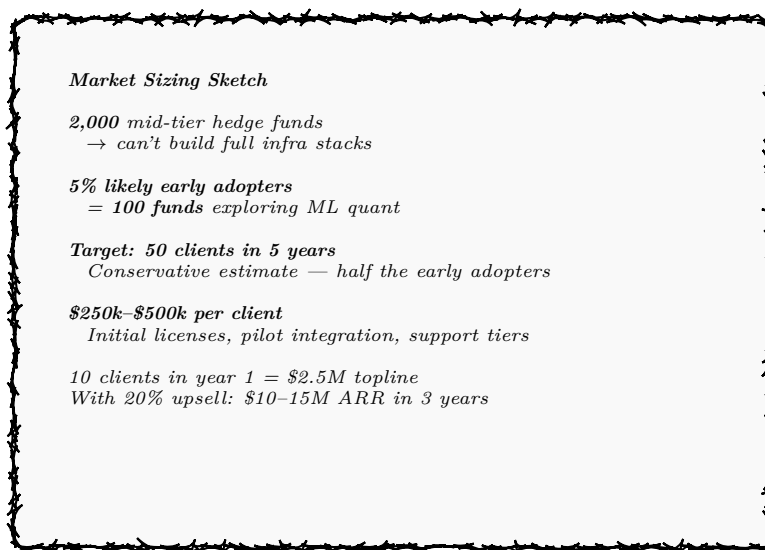 Market Sizing Sketch
2,000 mid-tier hedge funds
→ can't build full infra stacks
5% likely early adopters
= 100 funds exploring ML quant
Target: 50 clients in 5 years
Conservative estimate — half the early adopters
$250k–$500k per client
Initial licenses, pilot integration, support tiers
10 clients in year 1 = $2.5M topline
With 20% upsell: $10–15M ARR in 3 years